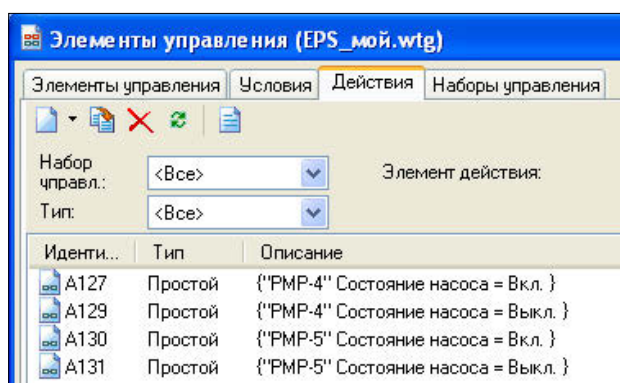 Элементы управления (EPS_мой.wtg)
Элементы управления Условия Действия Наборы управления
Набор управл.: <Все> Элемент действия:
Тип: <Все>
Иденти... Тип Описание
A127 Простой {"PMP-4" Состояние насоса = Вкл. }
A129 Простой {"PMP-4" Состояние насоса = Выкл. }
A130 Простой {"PMP-5" Состояние насоса = Вкл. }
A131 Простой {"PMP-5" Состояние насоса = Выкл. }